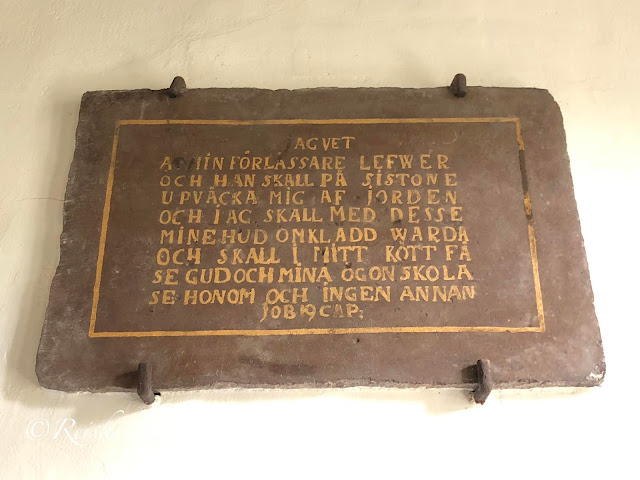 JAG VET
AT MIN FÖRLÅSSARE LEFWER
OCH HAN SKALL PÅ SISTONE
UPVÄCKA MIG AF JORDEN
OCH IAG SKALL MED DESSE
MINE HUD OMKLÄDD WARDA
OCH SKALL I MITT KÖTT FÅ
SE GUD OCH MINA ÖGON SKOLA
SE HONOM OCH INGEN ANNAN
JOB 19 CAP.